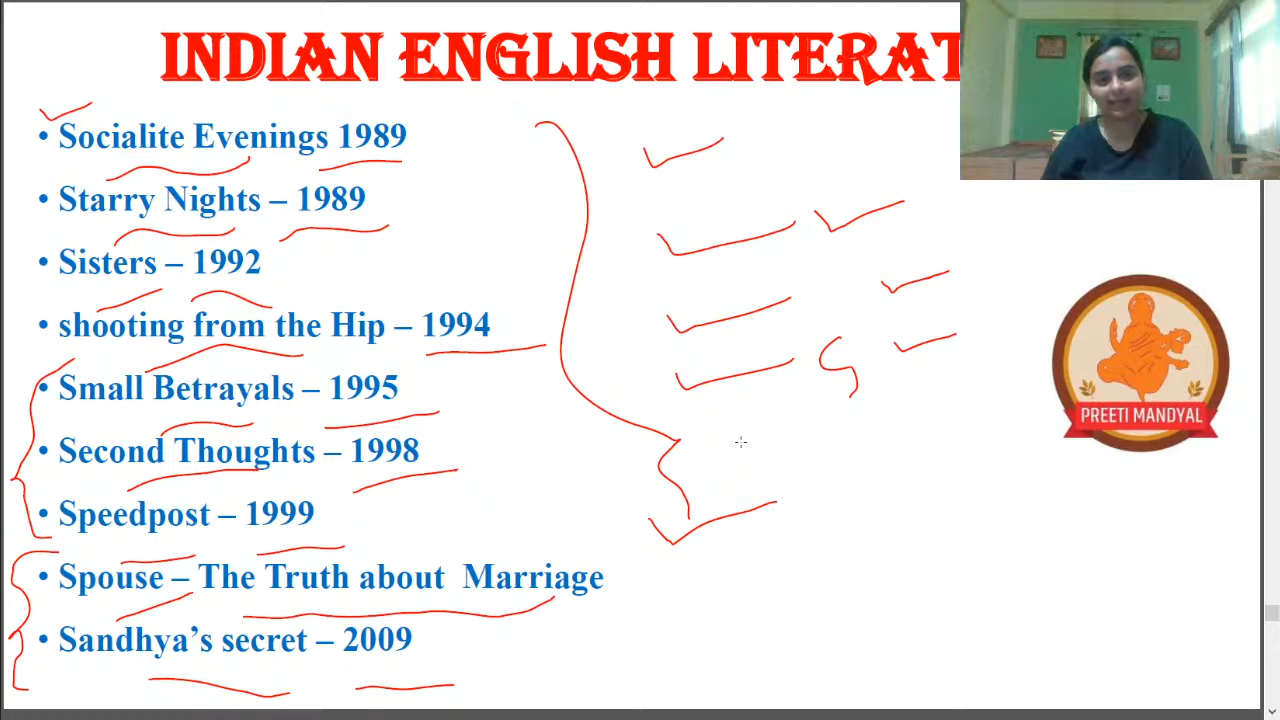 INDIAN ENGLISH LITERAT
• Socialite Evenings 1989
• Starry Nights – 1989
• Sisters – 1992
• shooting from the Hip – 1994
• Small Betrayals – 1995
• Second Thoughts – 1998
• Speedpost – 1999
• Spouse – The Truth about Marriage
• Sandhya’s secret – 2009
PREETI MANDYAL